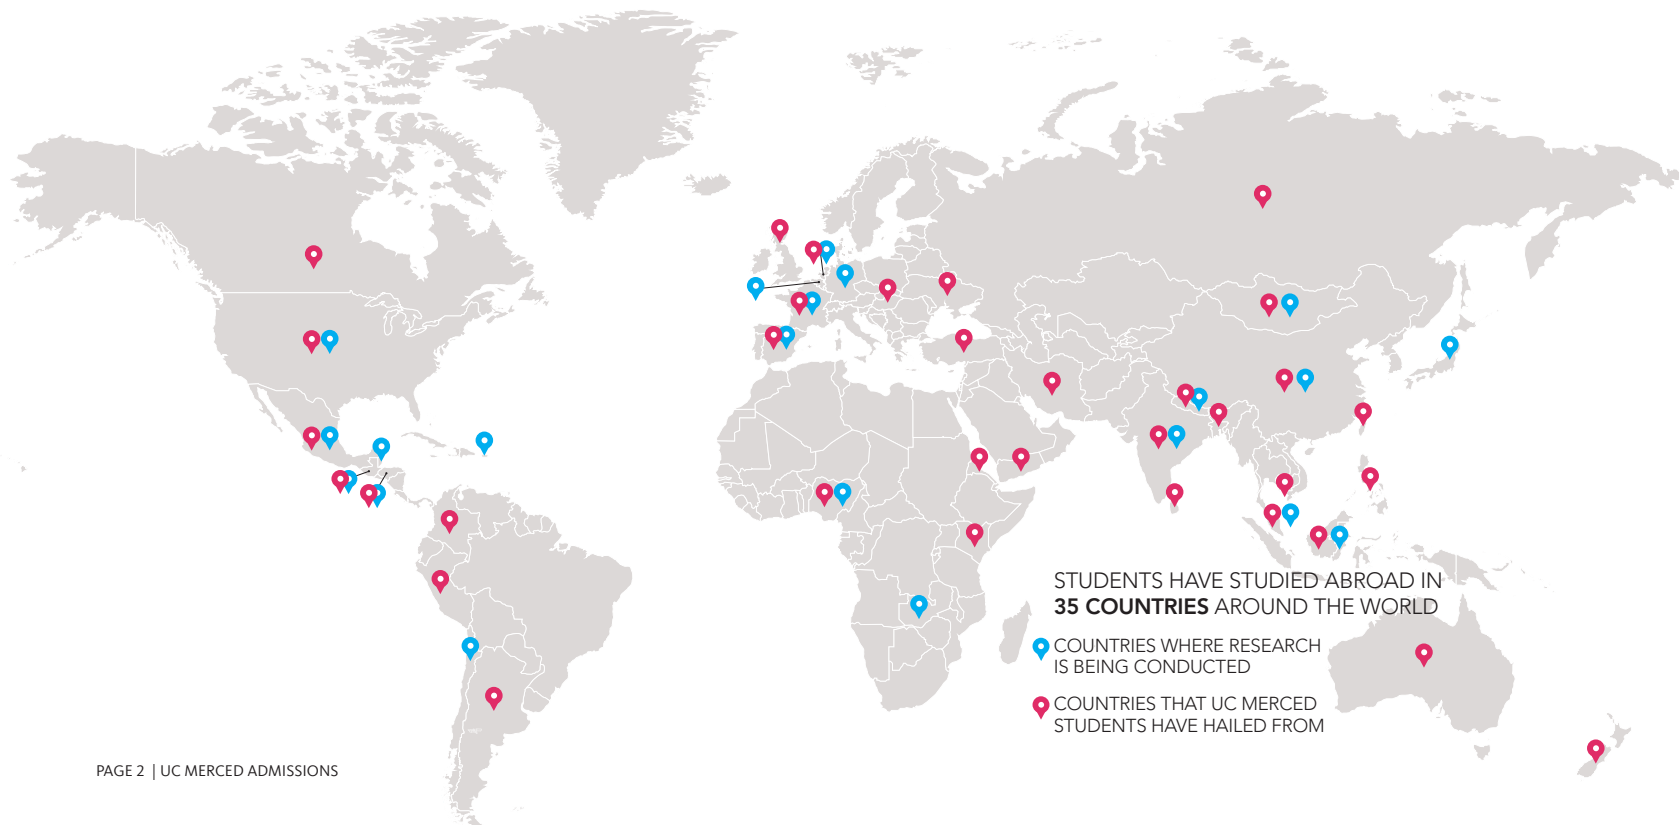 STUDENTS HAVE STUDIED ABROAD IN
35 COUNTRIES AROUND THE WORLD
COUNTRIES WHERE RESEARCH
IS BEING CONDUCTED
COUNTRIES THAT UC MERCED
STUDENTS HAVE HAILED FROM
PAGE 2 | UC MERCED ADMISSIONS